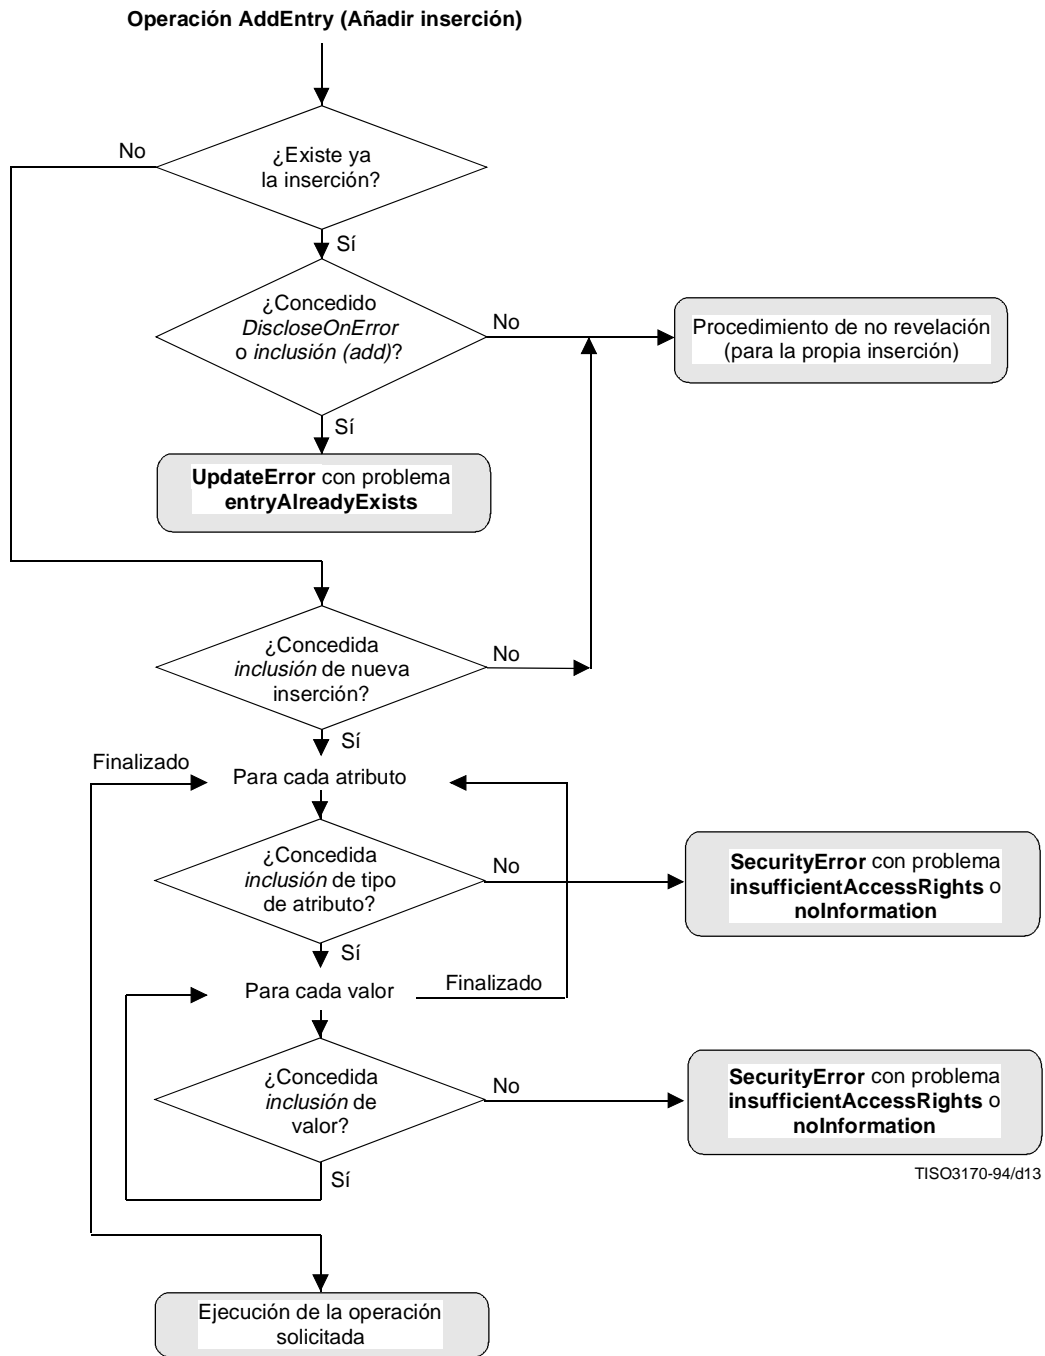 Operación AddEntry (Añadir inserción)
No
¿Existe ya
la inserción?
Sí
¿Concedido
DiscloseOnError
o inclusión (add)?
No
Procedimiento de no revelación
(para la propia inserción)
Sí
UpdateError con problema
entryAlreadyExists
¿Concedida
inclusión de nueva
inserción?
No
Sí
Finalizado
Para cada atributo
¿Concedida
inclusión de tipo
de atributo?
No
SecurityError con problema
insufficientAccessRights o
noInformation
Sí
Para cada valor
Finalizado
¿Concedida
inclusión de
valor?
No
SecurityError con problema
insufficientAccessRights o
noInformation
TISO3170-94/d13
Sí
Ejecución de la operación
solicitada